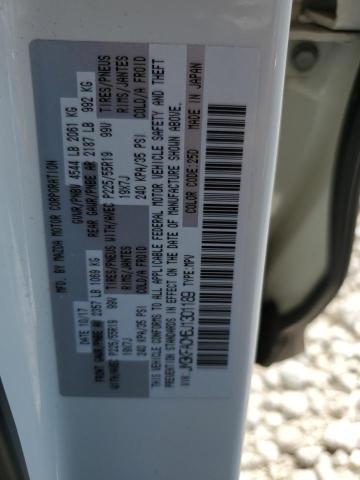 MFD BY MAZDA MOTOR CORPORATION
DATE: 10/17 GVWR/PNBV 4544 LB 2061 KG
FRONT GAWR/PNBE AV 2357 LB 1069 KG REAR GAWR/PNBE AR 2187 LB 992 KG
WITH/AVEC P225/55R19 99V TIRES/PNEUS WITH/AVEC P225/55R19 99V TIRES/PNEUS
19X7J RIMS/JANTES 19X7J RIMS/JANTES
240 KPA/35 PSI COLD/A FROID 240 KPA/35 PSI COLD/A FROID
THIS VEHICLE CONFORMS TO ALL APPLICABLE FEDERAL MOTOR VEHICLE SAFETY AND THEFT
PREVENTION STANDARDS IN EFFECT ON THE DATE OF MANUFACTURE SHOWN ABOVE.
COLOR CODE:25D MADE IN JAPAN
VIN: TYPE:MPV